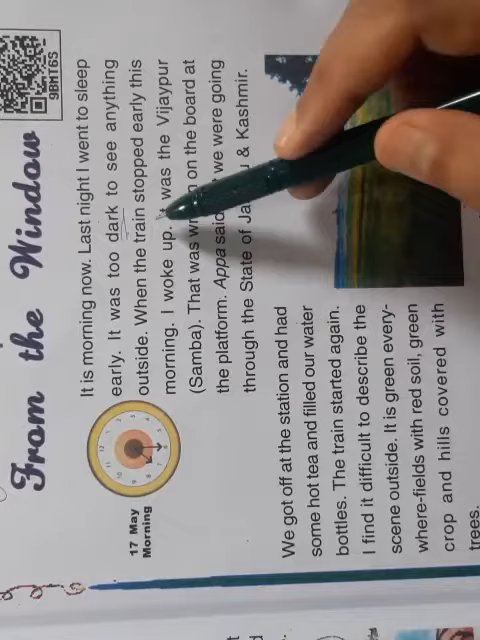 9BMT6S
From the Window
17 May
Morning
It is morning now. Last night I went to sleep
early. It was too dark to see anything
outside. When the train stopped early this
morning. I woke up. was the Vijaypur
(Samba). That was on on the board at
the platform. Appa said we were going
through the State of & Kashmir.
We got off at the station and had
some hot tea and filled our water
bottles. The train started again.
I find it difficult to describe the
scene outside. It is green every-
where-fields with red soil, green
crop and hills covered with
trees.